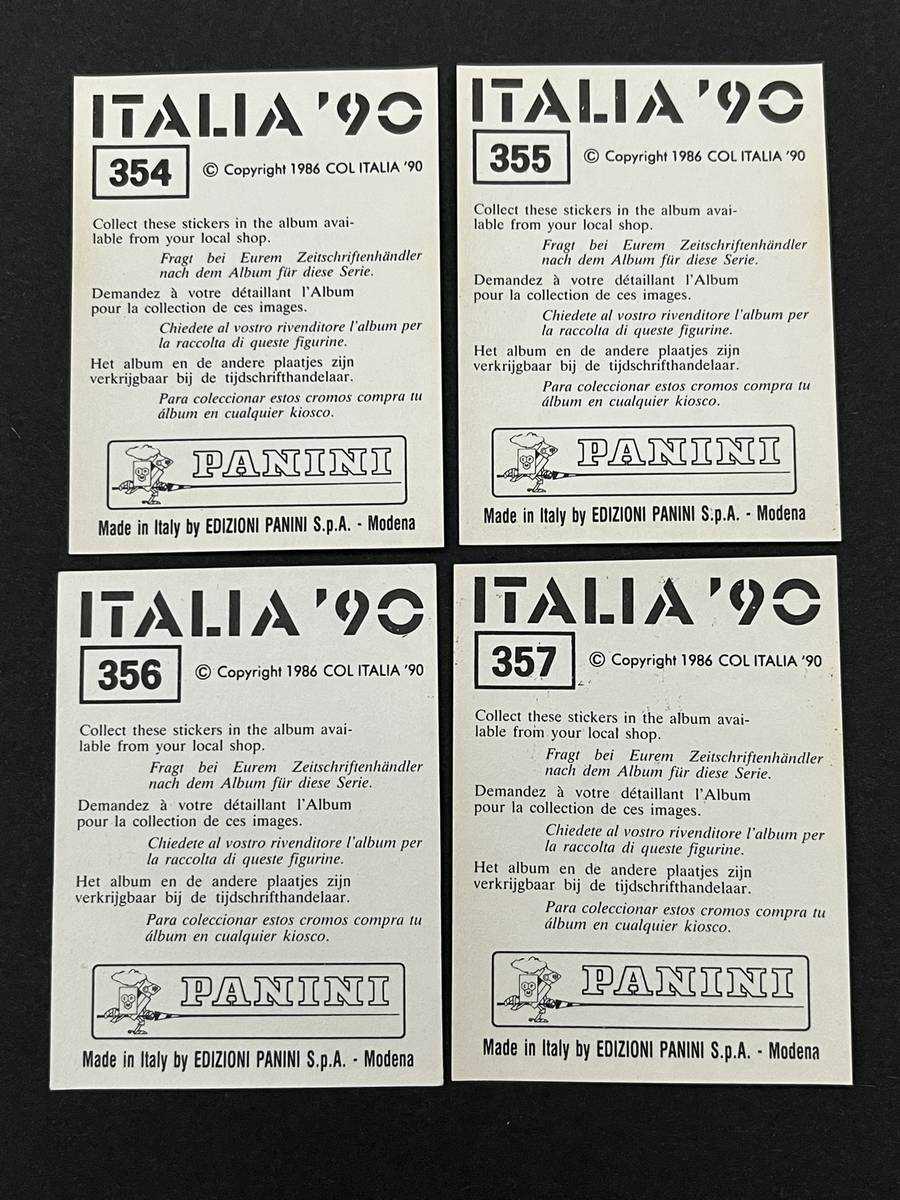 ITALIA '90
354 © Copyright 1986 COL ITALIA '90
Collect these stickers in the album avai-
lable from your local shop.
Fragt bei Eurem Zeitschriftenhändler
nach dem Album für diese Serie.
Demandez à votre détaillant l'Album
pour la collection de ces images.
Chiedete al vostro rivenditore l'album per
la raccolta di queste figurine.
Het album en de andere plaatjes zijn
verkrijgbaar bij de tijdschrifthandelaar.
Para coleccionar estos cromos compra tu
álbum en cualquier kiosco.
PANINI
Made in Italy by EDIZIONI PANINI S.p.A. - Modena
ITALIA '90
355 © Copyright 1986 COL ITALIA '90
Collect these stickers in the album avai-
lable from your local shop.
Fragt bei Eurem Zeitschriftenhändler
nach dem Album für diese Serie.
Demandez à votre détaillant l'Album
pour la collection de ces images.
Chiedete al vostro rivenditore l'album per
la raccolta di queste figurine.
Het album en de andere plaatjes zijn
verkrijgbaar bij de tijdschrifthandelaar.
Para coleccionar estos cromos compra tu
álbum en cualquier kiosco.
PANINI
Made in Italy by EDIZIONI PANINI S.p.A. - Modena
ITALIA '90
356 © Copyright 1986 COL ITALIA '90
Collect these stickers in the album avai-
lable from your local shop.
Fragt bei Eurem Zeitschriftenhändler
nach dem Album für diese Serie.
Demandez à votre détaillant l'Album
pour la collection de ces images.
Chiedete al vostro rivenditore l'album per
la raccolta di queste figurine.
Het album en de andere plaatjes zijn
verkrijgbaar bij de tijdschrifthandelaar.
Para coleccionar estos cromos compra tu
álbum en cualquier kiosco.
PANINI
Made in Italy by EDIZIONI PANINI S.p.A. - Modena
ITALIA '90
357 © Copyright 1986 COL ITALIA '90
Collect these stickers in the album avai-
lable from your local shop.
Fragt bei Eurem Zeitschriftenhändler
nach dem Album für diese Serie.
Demandez à votre détaillant l'Album
pour la collection de ces images.
Chiedete al vostro rivenditore l'album per
la raccolta di queste figurine.
Het album en de andere plaatjes zijn
verkrijgbaar bij de tijdschrifthandelaar.
Para coleccionar estos cromos compra tu
álbum en cualquier kiosco.
PANINI
Made in Italy by EDIZIONI PANINI S.p.A. - Modena